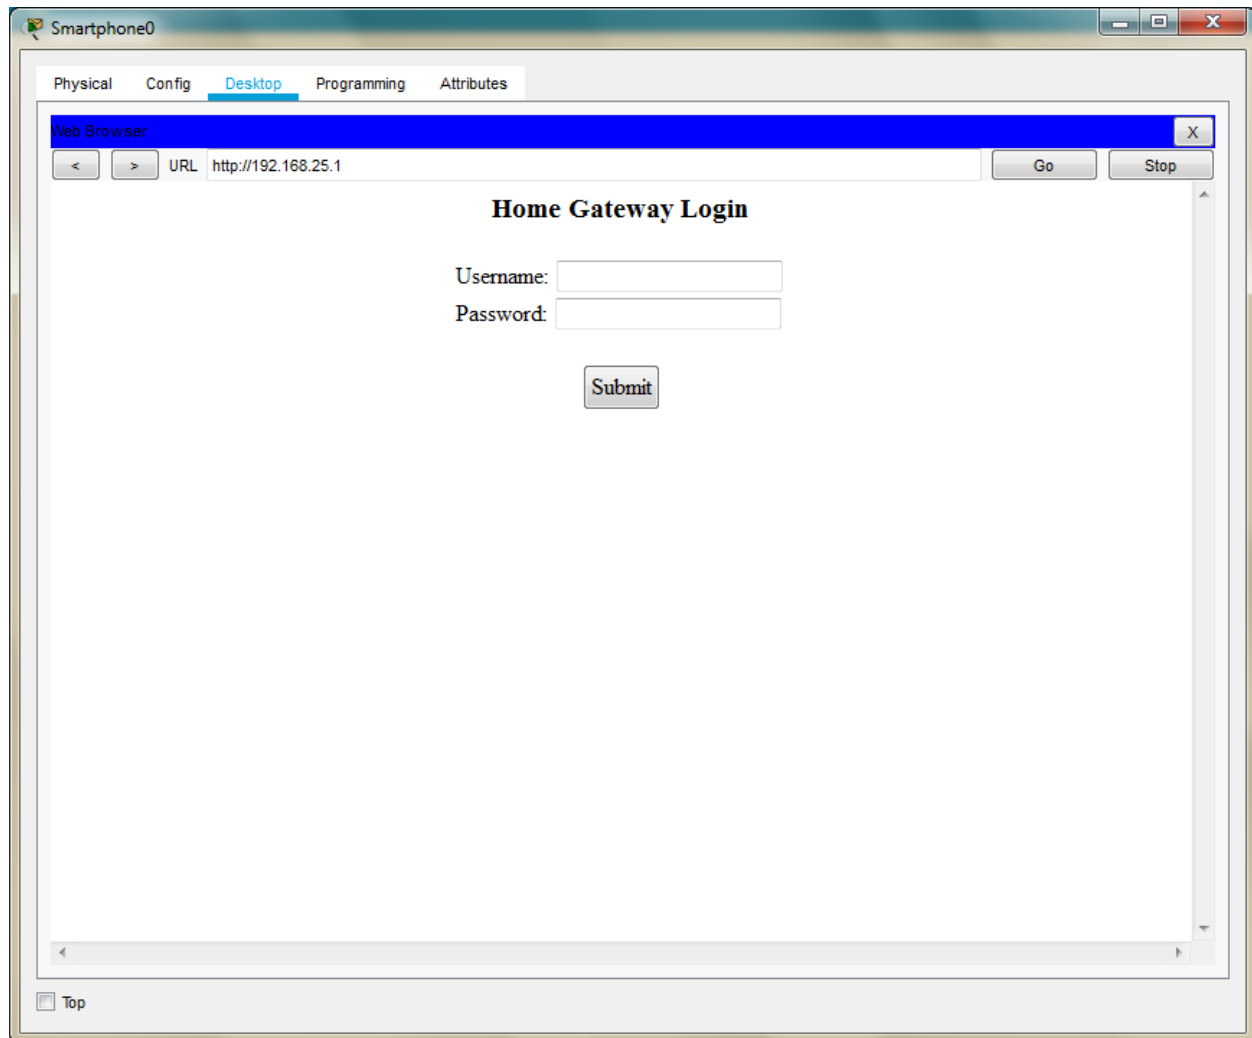 Smartphone0
X
Physical Config Desktop Programming Attributes
Web Browser X
< > URL http://192.168.25.1 Go Stop
Home Gateway Login
Username:
Password:
Submit
Top